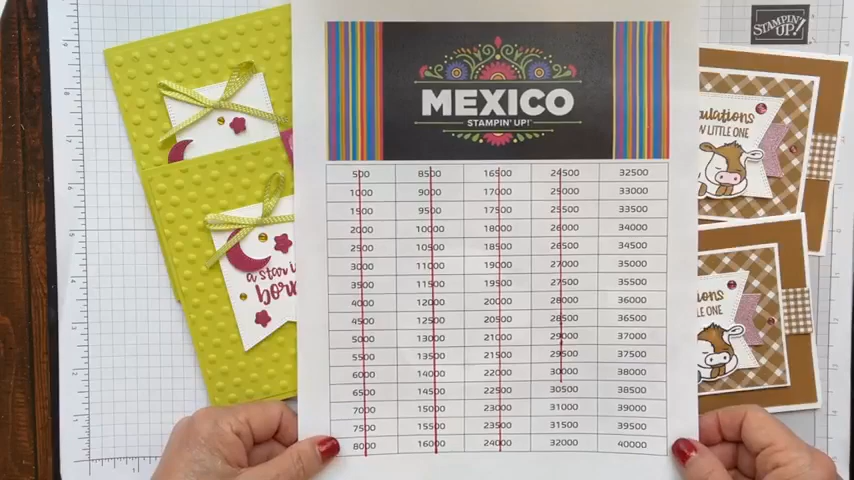 STAMPIN' UP!
MEXICO
STAMPIN' UP!
500 8500 16500 24500 32500
1000 9000 17000 25000 33000
1500 9500 17500 25500 33500
2000 10000 18000 26000 34000
2500 10500 18500 26500 34500
3000 11000 19000 27000 35000
3500 11500 19500 27500 35500
4000 12000 20000 28000 36000
4500 12500 20500 28500 36500
5000 13000 21000 29000 37000
5500 13500 21500 29500 37500
6000 14000 22000 30000 38000
6500 14500 22500 30500 38500
7000 15000 23000 31000 39000
7500 15500 23500 31500 39500
8000 16000 24000 32000 40000
a star i
born
ulations
W LITTLE ONE
ons
LE ONE